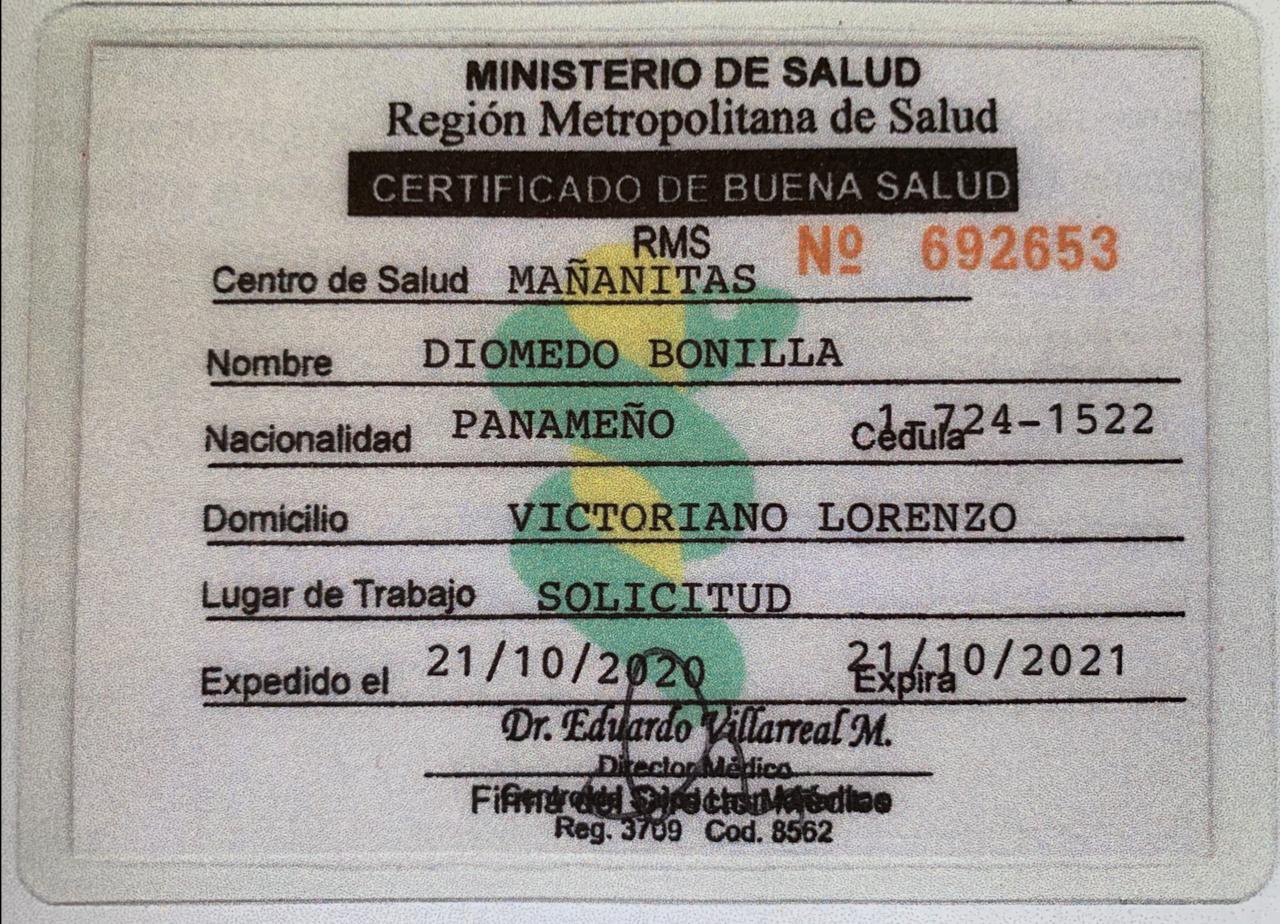 MINISTERIO DE SALUD
Región Metropolitana de Salud
CERTIFICADO DE BUENA SALUD
RMS Nº 692653
Centro de Salud MAÑANITAS
Nombre DIOMEDO BONILLA
Nacionalidad PANAMEÑO Cédula 1-724-1522
Domicilio VICTORIANO LORENZO
Lugar de Trabajo SOLICITUD
Expedido el 21/10/2020 Expira 21/10/2021
Dr. Eduardo Villarreal M.
Director Médico
Firma del Director Médico
Reg. 3709 Cod. 8562